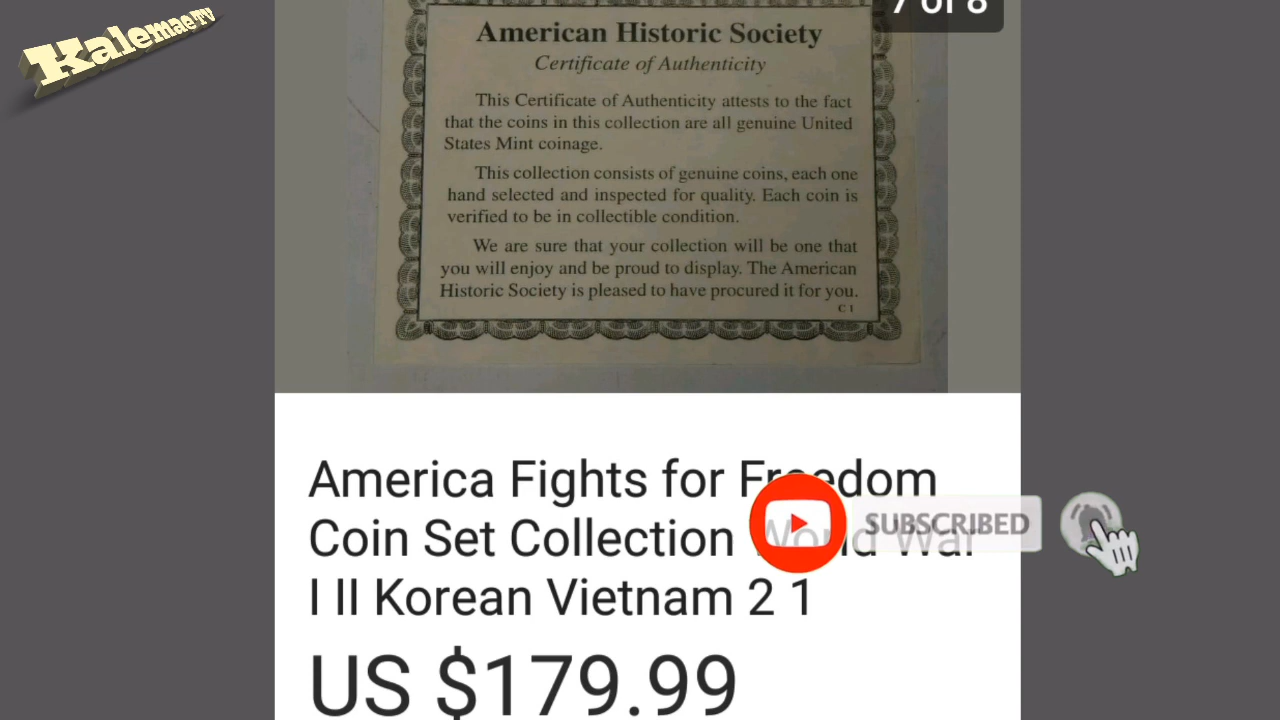 Kalemae TV
7 of 8
American Historic Society
Certificate of Authenticity
This Certificate of Authenticity attests to the fact
that the coins in this collection are all genuine United
States Mint coinage.
This collection consists of genuine coins, each one
hand selected and inspected for quality. Each coin is
verified to be in collectible condition.
We are sure that your collection will be one that
you will enjoy and be proud to display. The American
Historic Society is pleased to have procured it for you.
C 1
America Fights for Freedom
Coin Set Collection World War
I II Korean Vietnam 2 1
SUBSCRIBED
US $179.99